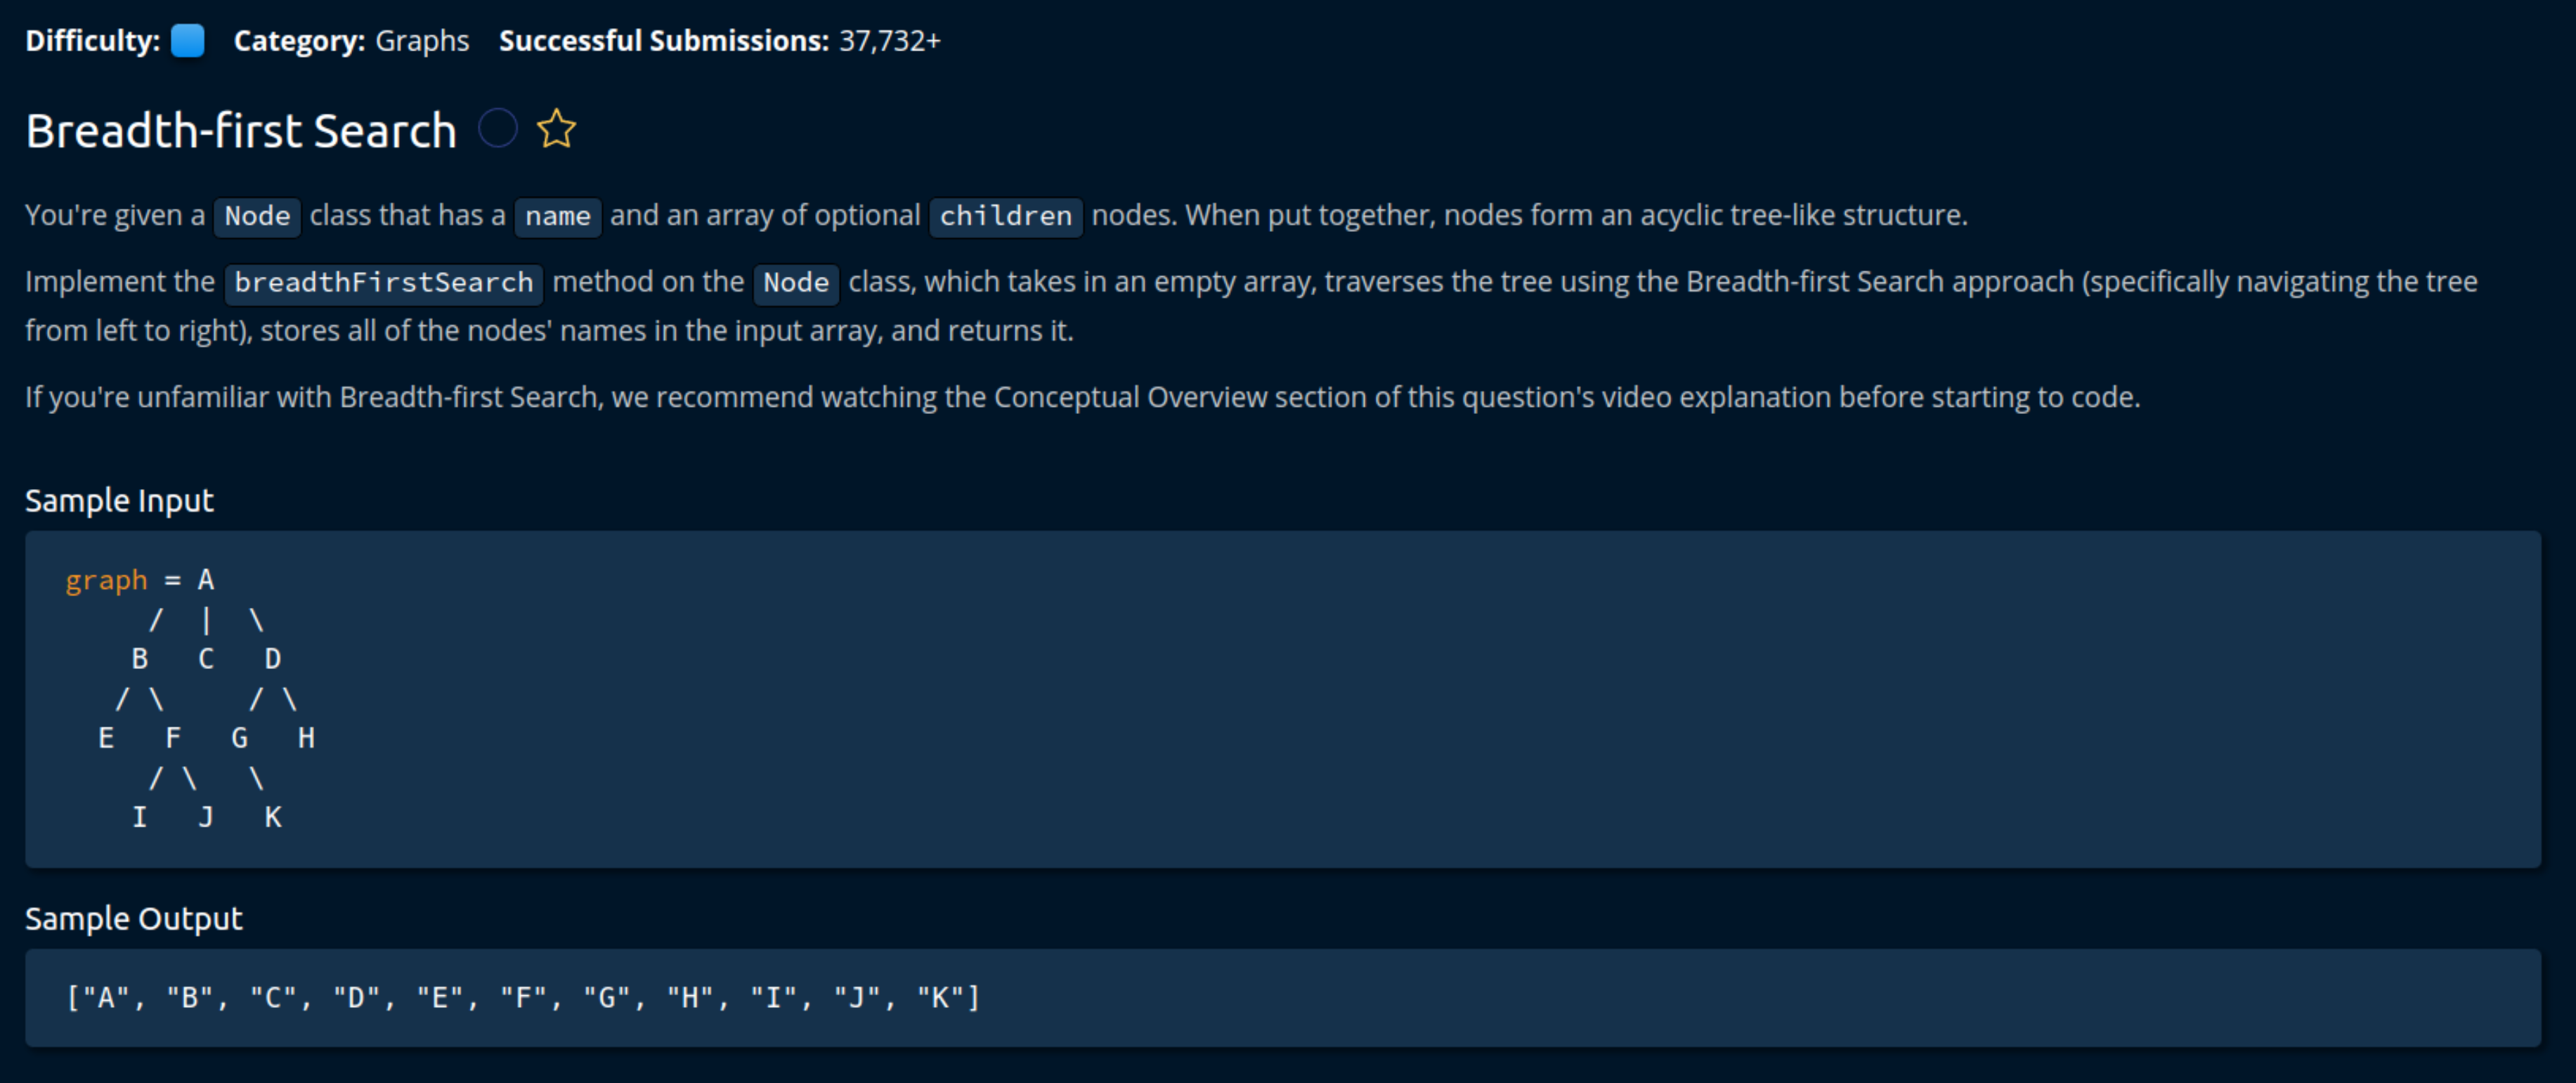 Difficulty: Category: Graphs Successful Submissions: 37,732+
Breadth-first Search
You're given a Node class that has a name and an array of optional children nodes. When put together, nodes form an acyclic tree-like structure.
Implement the breadthFirstSearch method on the Node class, which takes in an empty array, traverses the tree using the Breadth-first Search approach (specifically navigating the tree
from left to right), stores all of the nodes' names in the input array, and returns it.
If you're unfamiliar with Breadth-first Search, we recommend watching the Conceptual Overview section of this question's video explanation before starting to code.
Sample Input
graph = A
     /  |  \
    B   C   D
   / \     / \
  E   F   G   H
     / \   \
    I   J   K
Sample Output
["A", "B", "C", "D", "E", "F", "G", "H", "I", "J", "K"]